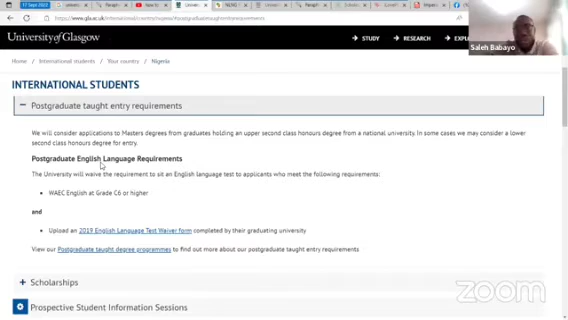 17 Sept 2022
https://www.gla.ac.uk/international/country/nigeria/#postgraduatetaughtentryrequirements
University of Glasgow
STUDY
RESEARCH
Saleh Babayo
Home
International students
Your country
Nigeria
INTERNATIONAL STUDENTS
Postgraduate taught entry requirements
We will consider applications to Masters degrees from graduates holding an upper second class honours degree from a national university. In some cases we may consider a lower
second class honours degree for entry.
Postgraduate English Language Requirements
The University will waive the requirement to sit an English language test to applicants who meet the following requirements:
WAEC English at Grade C6 or higher
and
Upload an 2019 English Language Test Waiver form completed by their graduating university
View our Postgraduate taught degree programmes to find out more about our postgraduate taught entry requirements
Scholarships
zoom
Prospective Student Information Sessions